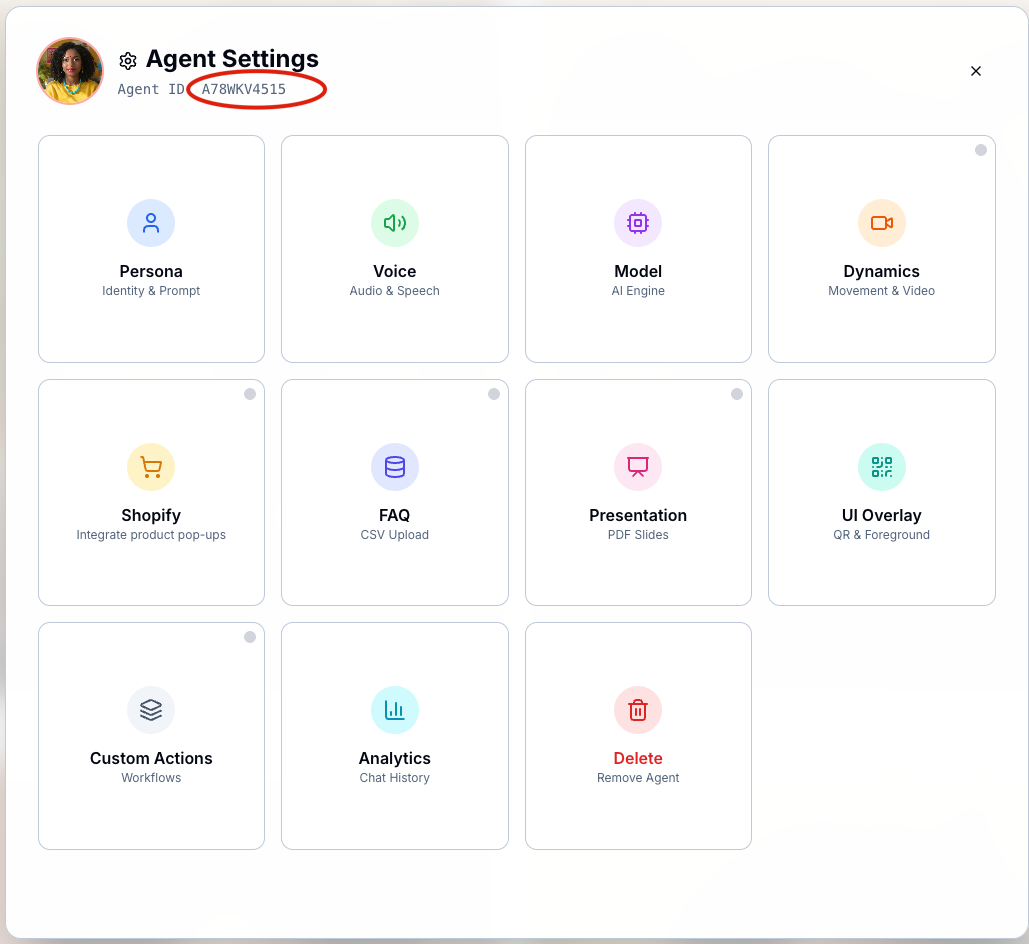 Agent Settings
Agent ID A78WKV4515
Persona
Identity & Prompt
Voice
Audio & Speech
Model
AI Engine
Dynamics
Movement & Video
Shopify
Integrate product pop-ups
FAQ
CSV Upload
Presentation
PDF Slides
UI Overlay
QR & Foreground
Custom Actions
Workflows
Analytics
Chat History
Delete
Remove Agent